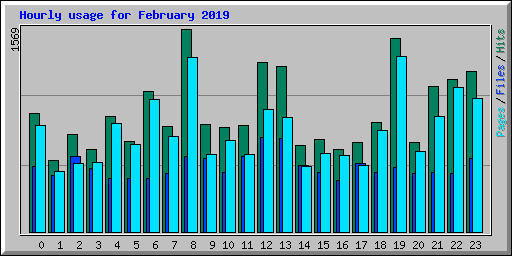 Hourly usage for February 2019
1569
Pages/Files/Hits
0 1 2 3 4 5 6 7 8 9 10 11 12 13 14 15 16 17 18 19 20 21 22 23